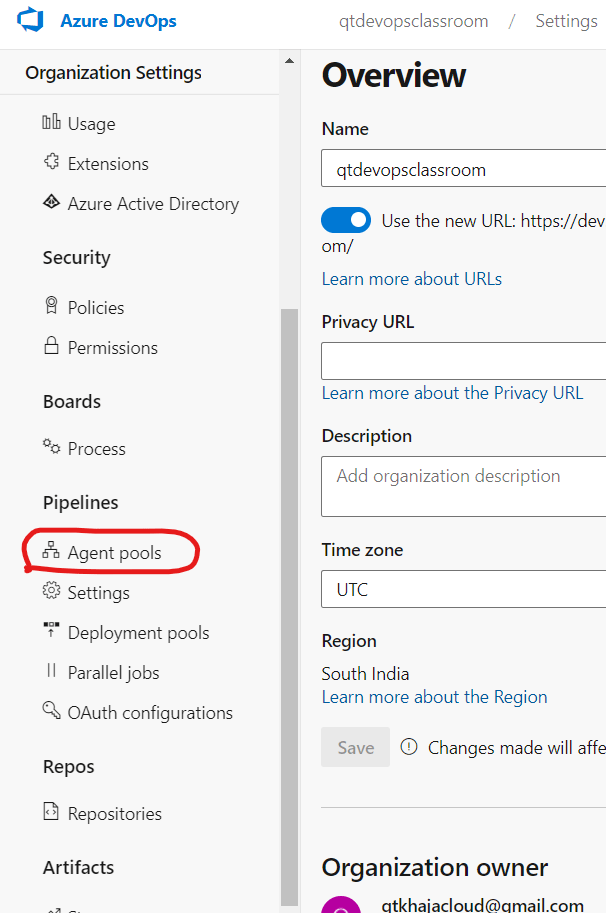 Azure DevOps
qtdevopsclassroom / Settings
Organization Settings
Usage
Extensions
Azure Active Directory
Security
Policies
Permissions
Boards
Process
Pipelines
Agent pools
Settings
Deployment pools
Parallel jobs
OAuth configurations
Repos
Repositories
Artifacts
Overview
Name
qtdevopsclassroom
Use the new URL: https://dev
om/
Learn more about URLs
Privacy URL
Learn more about the Privacy URL
Description
Add organization description
Time zone
UTC
Region
South India
Learn more about the Region
Save
Changes made will affe
Organization owner
qtkhajacloud@gmail.com